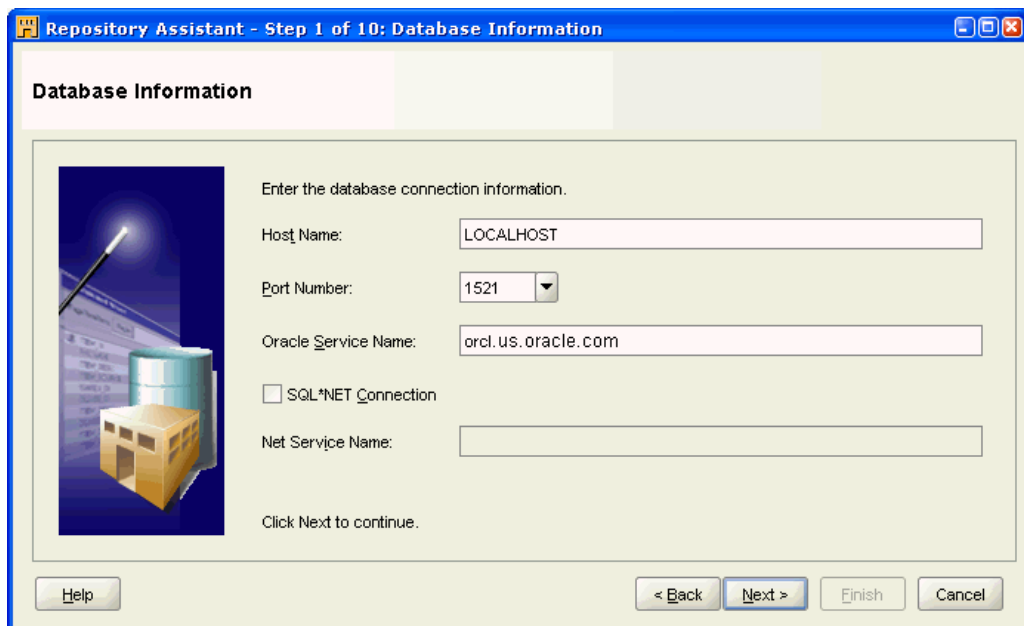 Repository Assistant - Step 1 of 10: Database Information
Database Information
Enter the database connection information.
Host Name: LOCALHOST
Port Number: 1521
Oracle Service Name: orcl.us.oracle.com
SQL*NET Connection
Net Service Name:
Click Next to continue.
Help < Back Next > Finish Cancel